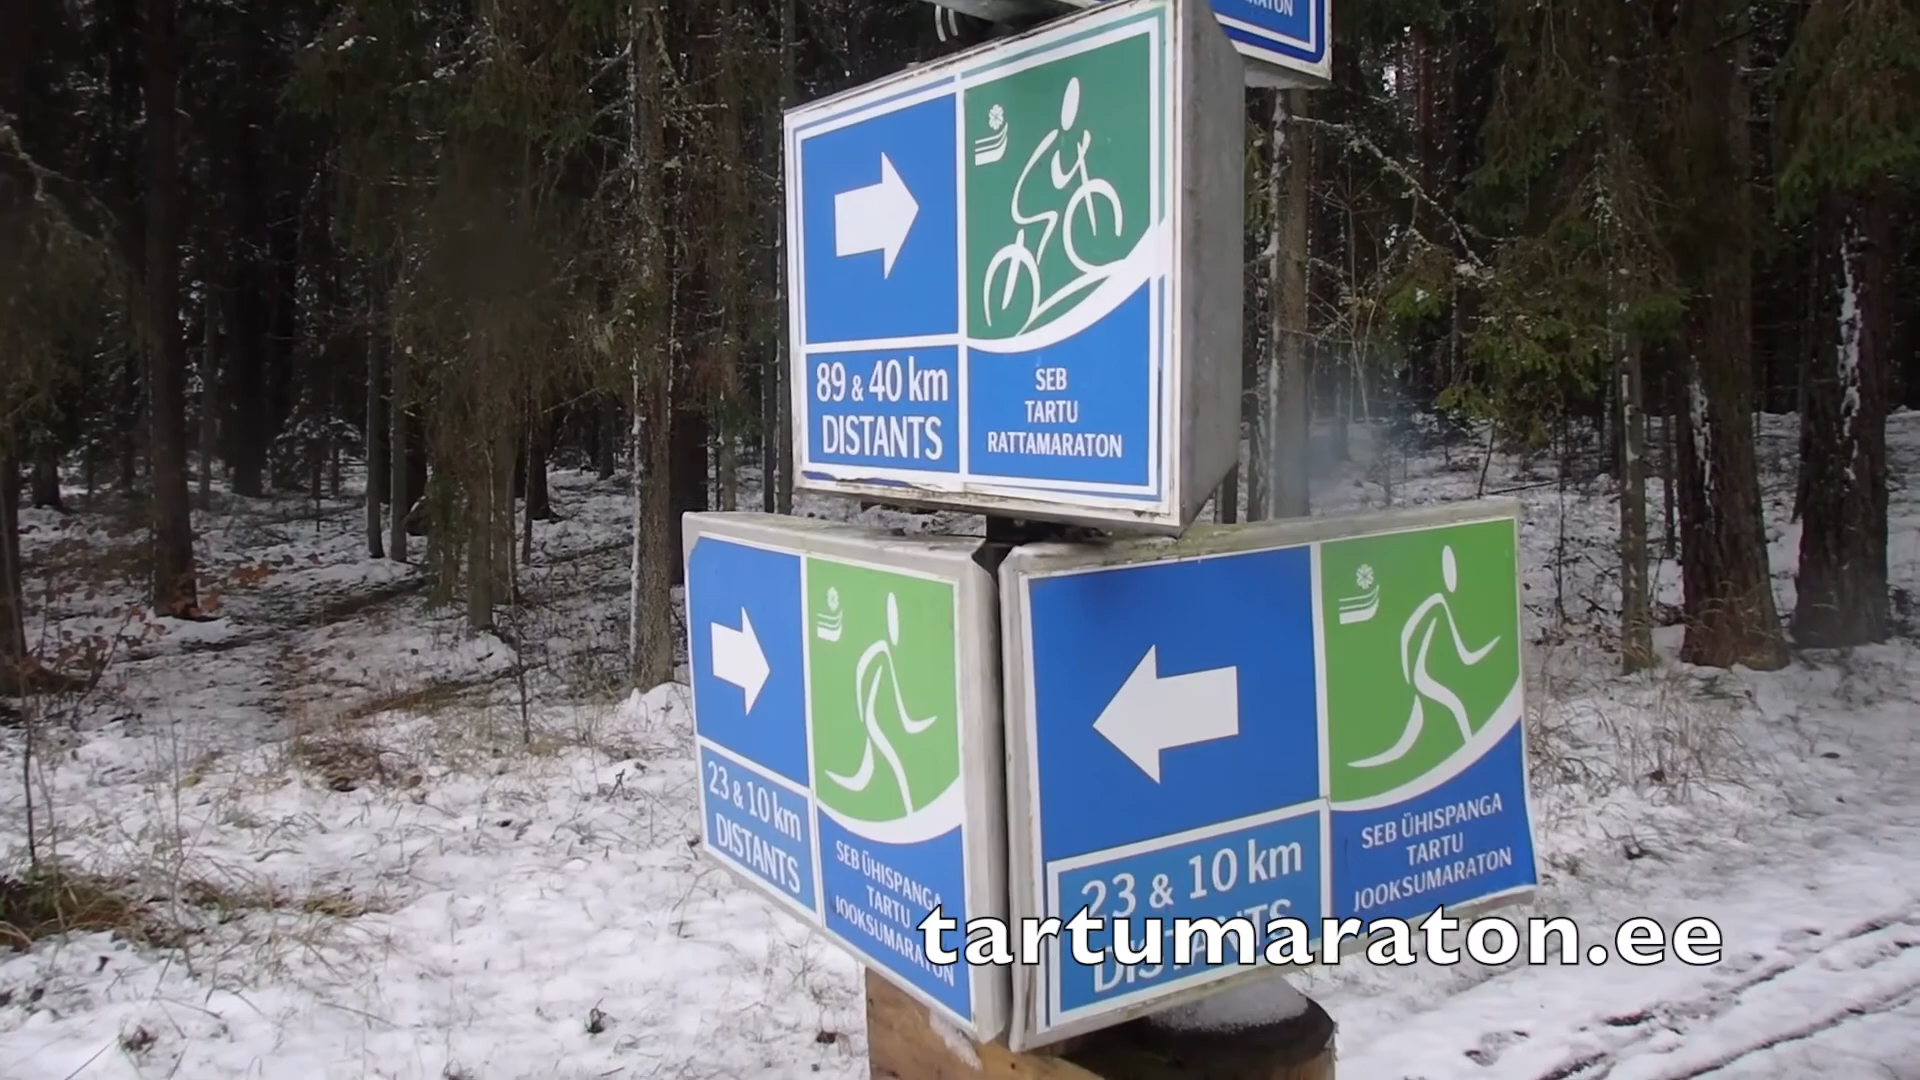 89 & 40 km
DISTANTS
SEB
TARTU
RATTAMARATON
23 & 10 km
DISTANTS
SEB ÜHISPANGA
TARTU
JOOKSUMARATON
23 & 10 km
DISTANTS
SEB ÜHISPANGA
TARTU
JOOKSUMARATON
tartumaraton.ee